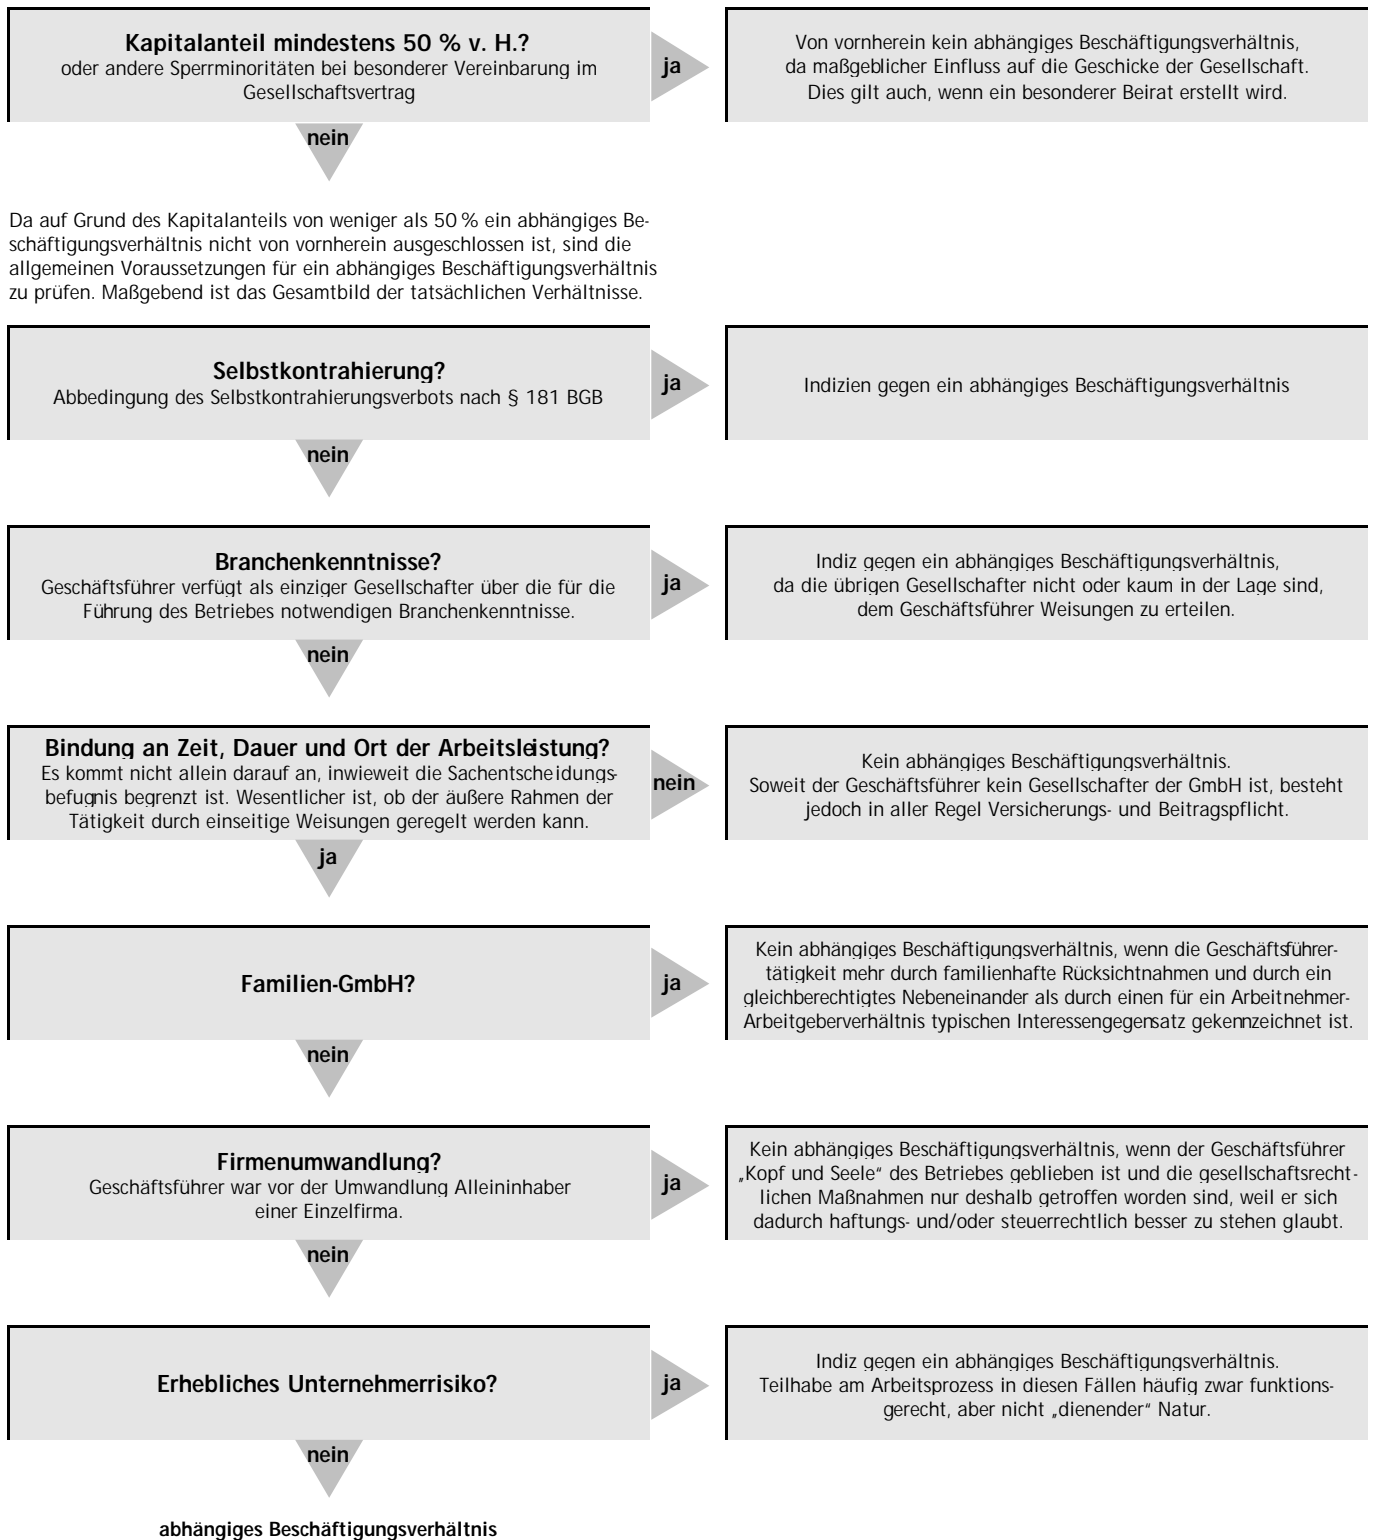 Kapitalanteil mindestens 50 % v. H.?
oder andere Sperrminoritäten bei besonderer Vereinbarung im
Gesellschaftsvertrag
ja
Von vornherein kein abhängiges Beschäftigungsverhältnis,
da maßgeblicher Einfluss auf die Geschicke der Gesellschaft.
Dies gilt auch, wenn ein besonderer Beirat erstellt wird.
nein
Da auf Grund des Kapitalanteils von weniger als 50 % ein abhängiges Be-
schäftigungsverhältnis nicht von vornherein ausgeschlossen ist, sind die
allgemeinen Voraussetzungen für ein abhängiges Beschäftigungsverhältnis
zu prüfen. Maßgebend ist das Gesamtbild der tatsächlichen Verhältnisse.
Selbstkontrahierung?
Abbedingung des Selbstkontrahierungsverbots nach § 181 BGB
ja
Indizien gegen ein abhängiges Beschäftigungsverhältnis
nein
Branchenkenntnisse?
Geschäftsführer verfügt als einziger Gesellschafter über die für die
Führung des Betriebes notwendigen Branchenkenntnisse.
ja
Indiz gegen ein abhängiges Beschäftigungsverhältnis,
da die übrigen Gesellschafter nicht oder kaum in der Lage sind,
dem Geschäftsführer Weisungen zu erteilen.
nein
Bindung an Zeit, Dauer und Ort der Arbeitsleistung?
Es kommt nicht allein darauf an, inwieweit die Sachentscheidungs-
befugnis begrenzt ist. Wesentlicher ist, ob der äußere Rahmen der
Tätigkeit durch einseitige Weisungen geregelt werden kann.
nein
Kein abhängiges Beschäftigungsverhältnis.
Soweit der Geschäftsführer kein Gesellschafter der GmbH ist, besteht
jedoch in aller Regel Versicherungs- und Beitragspflicht.
ja
Familien-GmbH?
ja
Kein abhängiges Beschäftigungsverhältnis, wenn die Geschäftsführer-
tätigkeit mehr durch familienhafte Rücksichtnahmen und durch ein
gleichberechtigtes Nebeneinander als durch einen für ein Arbeitnehmer-
Arbeitgeberverhältnis typischen Interessengegensatz gekennzeichnet ist.
nein
Firmenumwandlung?
Geschäftsführer war vor der Umwandlung Alleininhaber
einer Einzelfirma.
ja
Kein abhängiges Beschäftigungsverhältnis, wenn der Geschäftsführer
„Kopf und Seele“ des Betriebes geblieben ist und die gesellschaftsrecht-
lichen Maßnahmen nur deshalb getroffen worden sind, weil er sich
dadurch haftungs- und/oder steuerrechtlich besser zu stehen glaubt.
nein
Erhebliches Unternehmerrisiko?
ja
Indiz gegen ein abhängiges Beschäftigungsverhältnis.
Teilhabe am Arbeitsprozess in diesen Fällen häufig zwar funktions-
gerecht, aber nicht „dienender“ Natur.
nein
abhängiges Beschäftigungsverhältnis